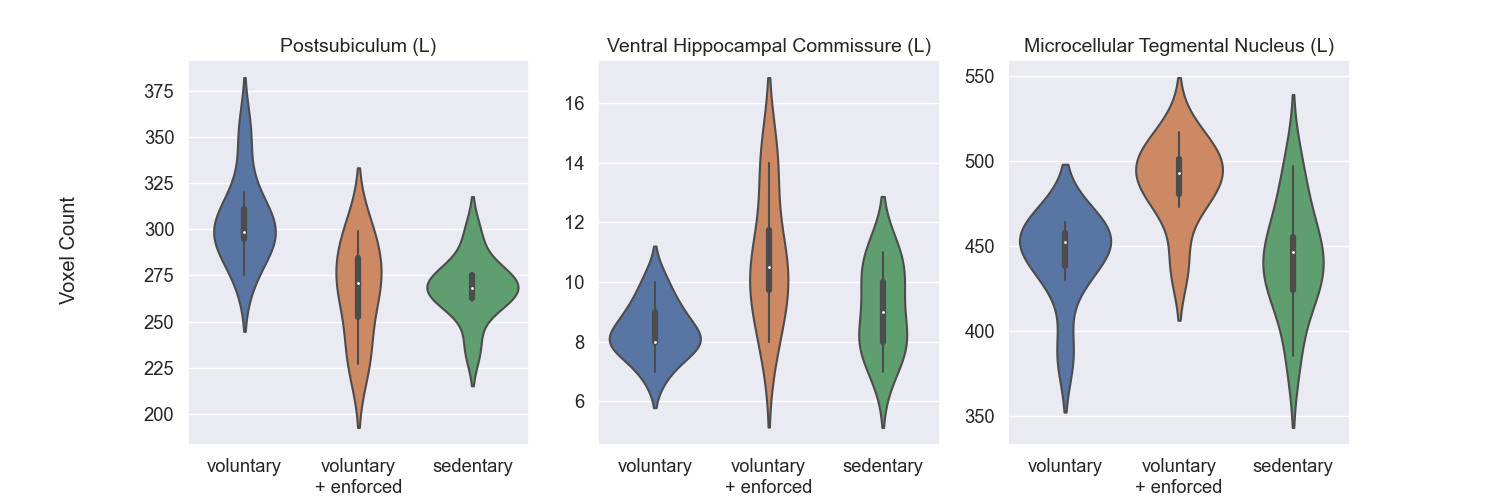 Postsubiculum (L)
Ventral Hippocampal Commissure (L)
Microcellular Tegmental Nucleus (L)
Voxel Count
375
350
325
300
275
250
225
200
voluntary
voluntary
+ enforced
sedentary
16
14
12
10
8
6
voluntary
voluntary
+ enforced
sedentary
550
500
450
400
350
voluntary
voluntary
+ enforced
sedentary